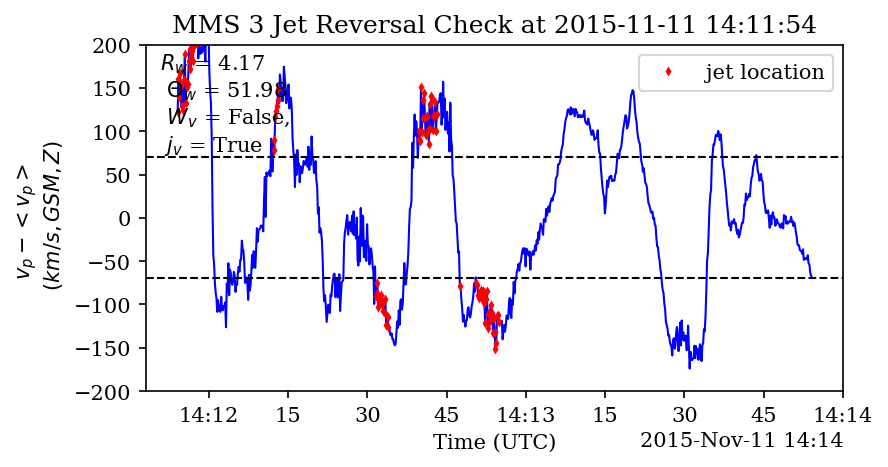 MMS 3 Jet Reversal Check at 2015-11-11 14:11:54
R_w = 4.17
Θ_w = 51.98
W_v = False,
j_v = True
jet location
v_p − < v_p >
(km/s, GSM, Z)
200
150
100
50
0
−50
−100
−150
−200
14:12 15 30 45 14:13 15 30 45 14:14
Time (UTC)
2015-Nov-11 14:14